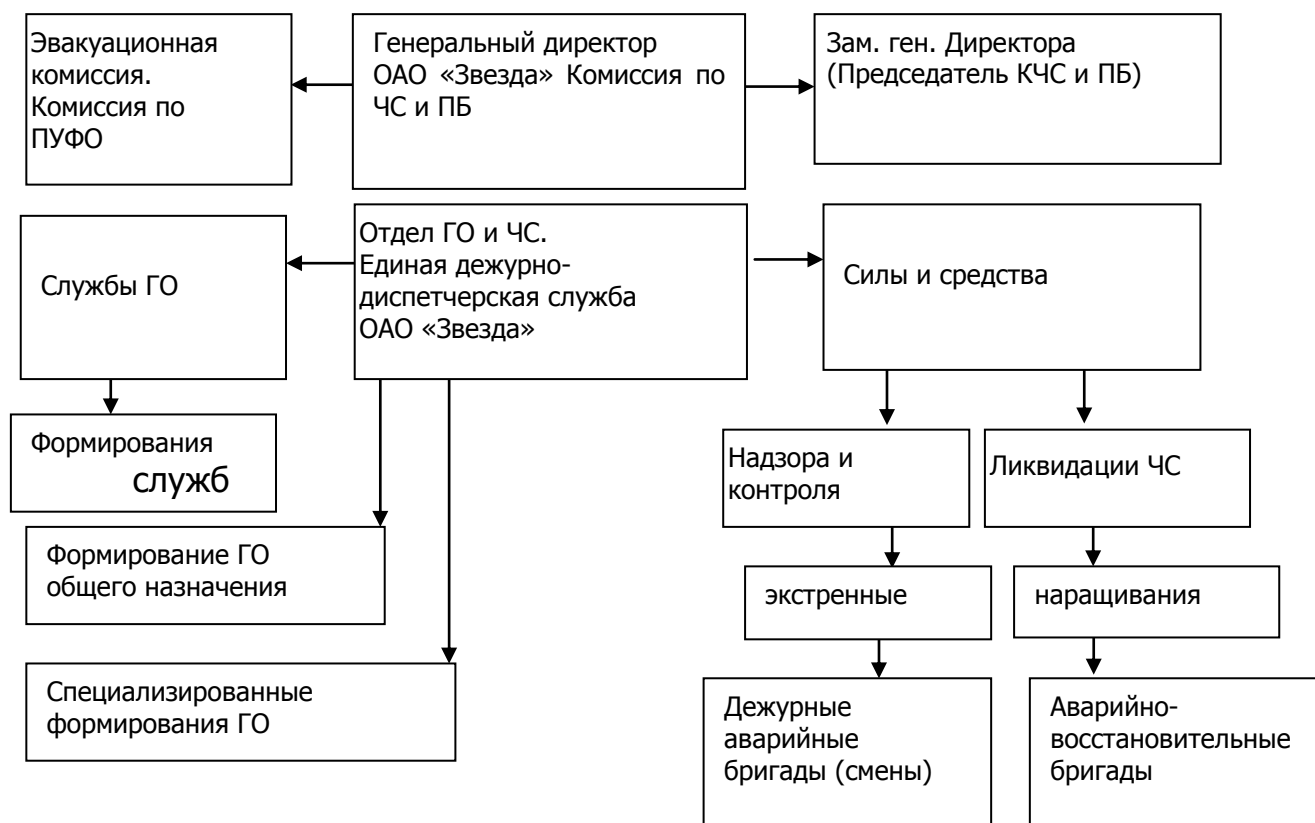 Эвакуационная
комиссия.
Комиссия по
ПУФО
Генеральный директор
ОАО «Звезда» Комиссия по
ЧС и ПБ
Зам. ген. Директора
(Председатель КЧС и ПБ)
Службы ГО
Отдел ГО и ЧС.
Единая дежурно-
диспетчерская служба
ОАО «Звезда»
Силы и средства
Формирования
служб
Надзора и
контроля
Ликвидации ЧС
Формирование ГО
общего назначения
экстренные
наращивания
Специализированные
формирования ГО
Дежурные
аварийные
бригады (смены)
Аварийно-
восстановительные
бригады